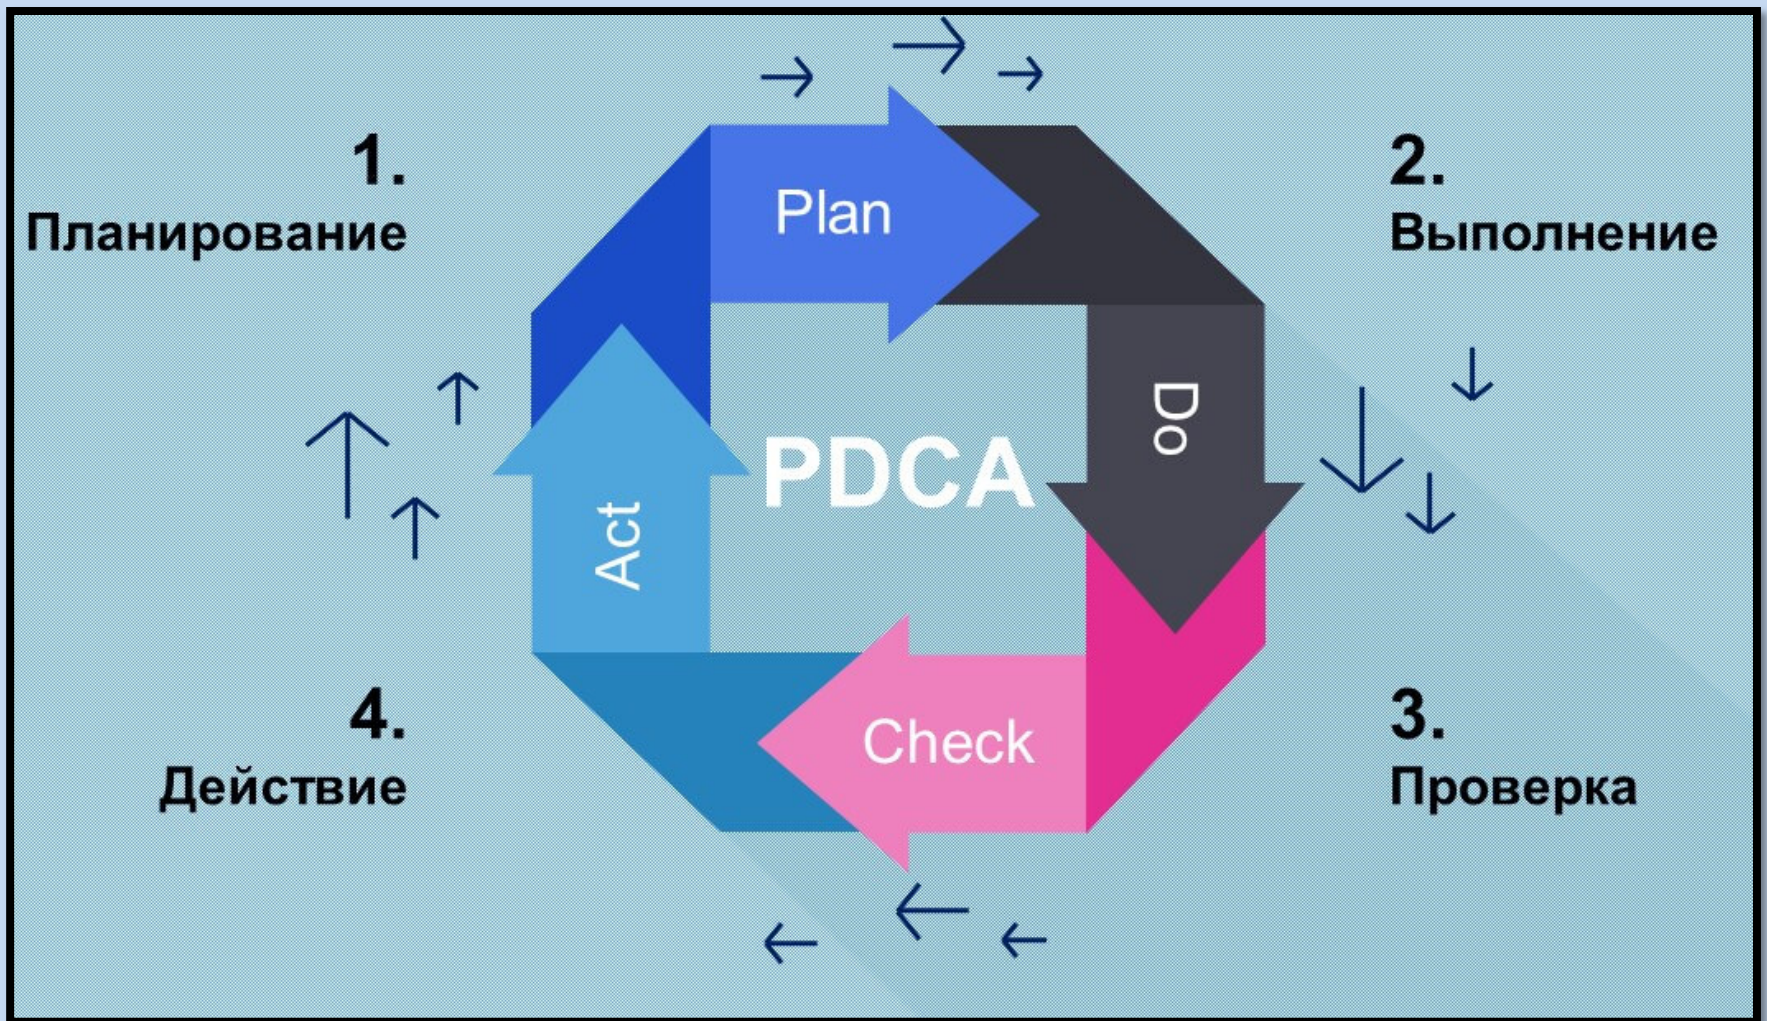 1.
Планирование
Plan
2.
Выполнение
Do
PDCA
Act
Check
4.
Действие
3.
Проверка